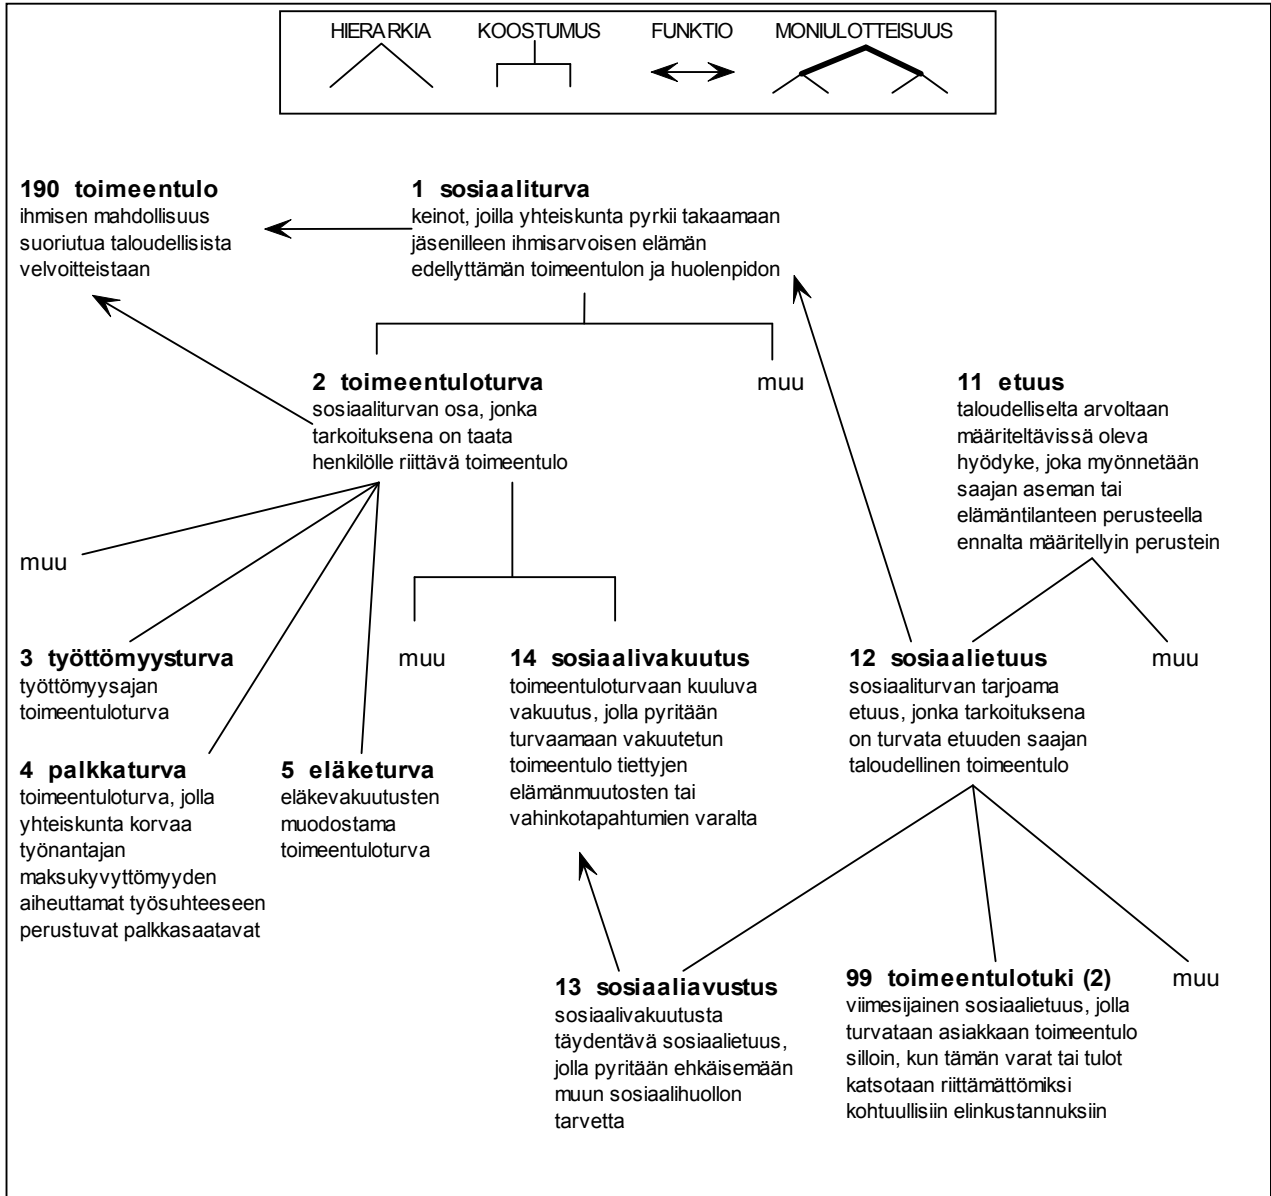 HIERARKIA KOOSTUMUS FUNKTIO MONIULOTTEISUUS
190 toimeentulo
ihmisen mahdollisuus
suoriutua taloudellisista
velvoitteistaan
1 sosiaaliturva
keinot, joilla yhteiskunta pyrkii takaamaan
jäsenilleen ihmisarvoisen elämän
edellyttämän toimeentulon ja huolenpidon
2 toimeentuloturva
sosiaaliturvan osa, jonka
tarkoituksena on taata
henkilölle riittävä toimeentulo
muu
11 etuus
taloudelliselta arvoltaan
määriteltävissä oleva
hyödyke, joka myönnetään
saajan aseman tai
elämäntilanteen perusteella
ennalta määritellyin perustein
muu
3 työttömyysturva
työttömyysajan
toimeentuloturva
muu
14 sosiaalivakuutus
toimeentuloturvaan kuuluva
vakuutus, jolla pyritään
turvaamaan vakuutetun
toimeentulo tiettyjen
elämänmuutosten tai
vahinkotapahtumien varalta
12 sosiaalietuus
sosiaaliturvan tarjoama
etuus, jonka tarkoituksena
on turvata etuuden saajan
taloudellinen toimeentulo
muu
4 palkkaturva
toimeentuloturva, jolla
yhteiskunta korvaa
työnantajan
maksukyvyttömyyden
aiheuttamat työsuhteeseen
perustuvat palkkasaatavat
5 eläketurva
eläkevakuutusten
muodostama
toimeentuloturva
13 sosiaaliavustus
sosiaalivakuutusta
täydentävä sosiaalietuus,
jolla pyritään ehkäisemään
muun sosiaalihuollon
tarvetta
99 toimeentulotuki (2)
viimesijainen sosiaalietuus, jolla
turvataan asiakkaan toimeentulo
silloin, kun tämän varat tai tulot
katsotaan riittämättömiksi
kohtuullisiin elinkustannuksiin
muu